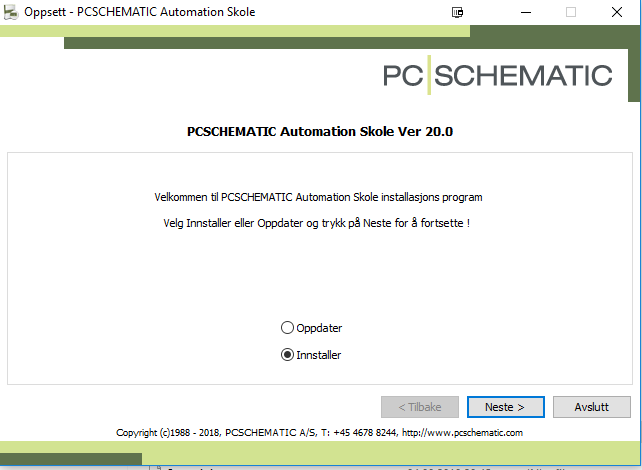 Oppsett - PCSCHEMATIC Automation Skole
PC|SCHEMATIC
PCSCHEMATIC Automation Skole Ver 20.0
Velkommen til PCSCHEMATIC Automation Skole installasjons program
Velg Innstaller eller Oppdater og trykk på Neste for å fortsette !
Oppdater
Innstaller
< Tilbake
Neste >
Avslutt
Copyright (c)1988 - 2018, PCSCHEMATIC A/S, T: +45 4678 8244, http://www.pcschematic.com